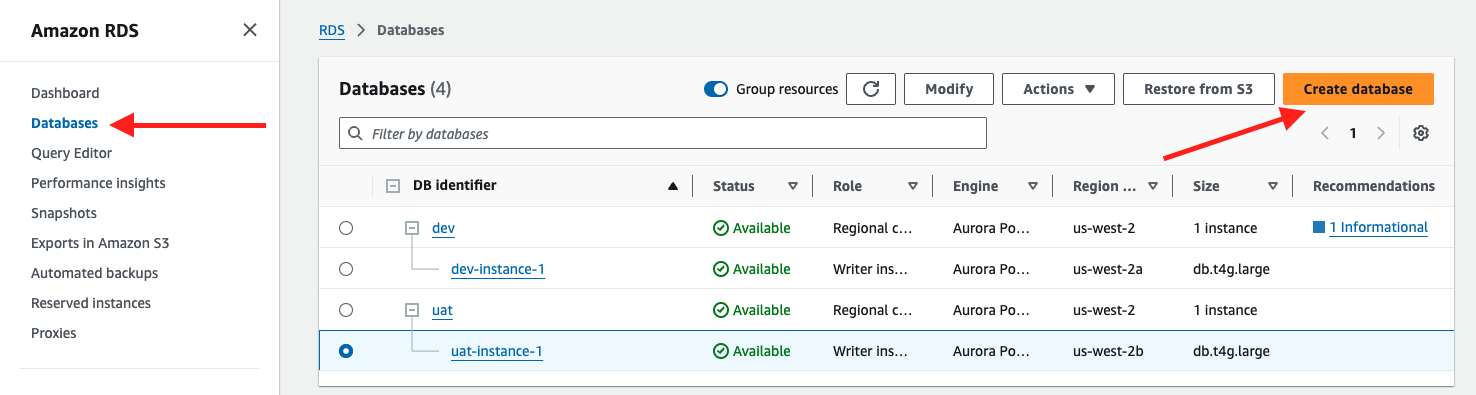 Amazon RDS
Dashboard
Databases
Query Editor
Performance insights
Snapshots
Exports in Amazon S3
Automated backups
Reserved instances
Proxies
RDS > Databases
Databases (4)
Group resources
Modify
Actions
Restore from S3
Create database
Filter by databases
1
DB identifier Status Role Engine Region ... Size Recommendations
dev Available Regional c... Aurora Po... us-west-2 1 instance 1 Informational
dev-instance-1 Available Writer ins... Aurora Po... us-west-2a db.t4g.large
uat Available Regional c... Aurora Po... us-west-2 1 instance
uat-instance-1 Available Writer ins... Aurora Po... us-west-2b db.t4g.large